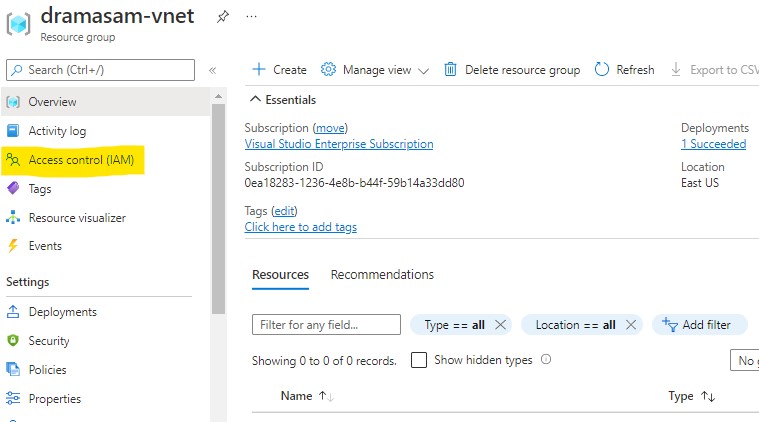 dramasam-vnet
Resource group
Search (Ctrl+/)
Overview
Activity log
Access control (IAM)
Tags
Resource visualizer
Events
Settings
Deployments
Security
Policies
Properties
Create
Manage view
Delete resource group
Refresh
Export to CSV
Essentials
Subscription (move)
Visual Studio Enterprise Subscription
Subscription ID
0ea18283-1236-4e8b-b44f-59b14a33dd80
Tags (edit)
Click here to add tags
Deployments
1 Succeeded
Location
East US
Resources Recommendations
Filter for any field... Type == all Location == all Add filter
Showing 0 to 0 of 0 records. Show hidden types No
Name Type